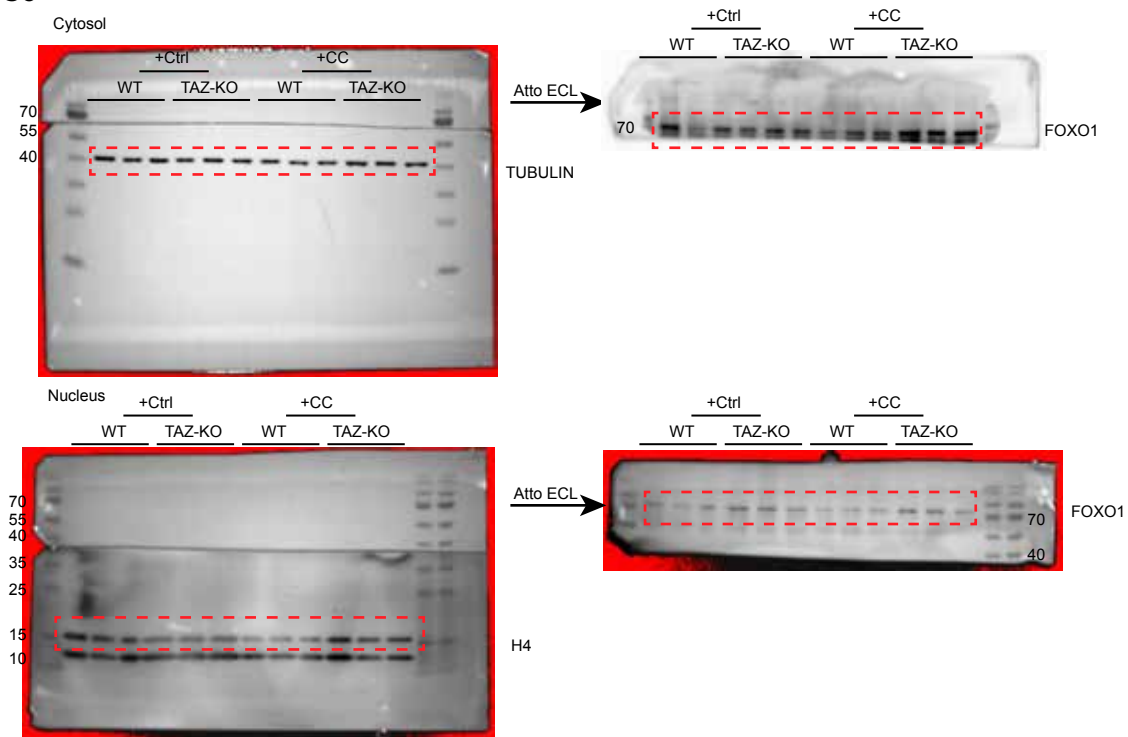 Cytosol
+Ctrl +CC
WT TAZ-KO WT TAZ-KO
70
55
40
TUBULIN
Atto ECL
+Ctrl +CC
WT TAZ-KO WT TAZ-KO
70
FOXO1
Nucleus
+Ctrl +CC
WT TAZ-KO WT TAZ-KO
70
55
40
35
25
15
10
H4
Atto ECL
+Ctrl +CC
WT TAZ-KO WT TAZ-KO
70
40
FOXO1